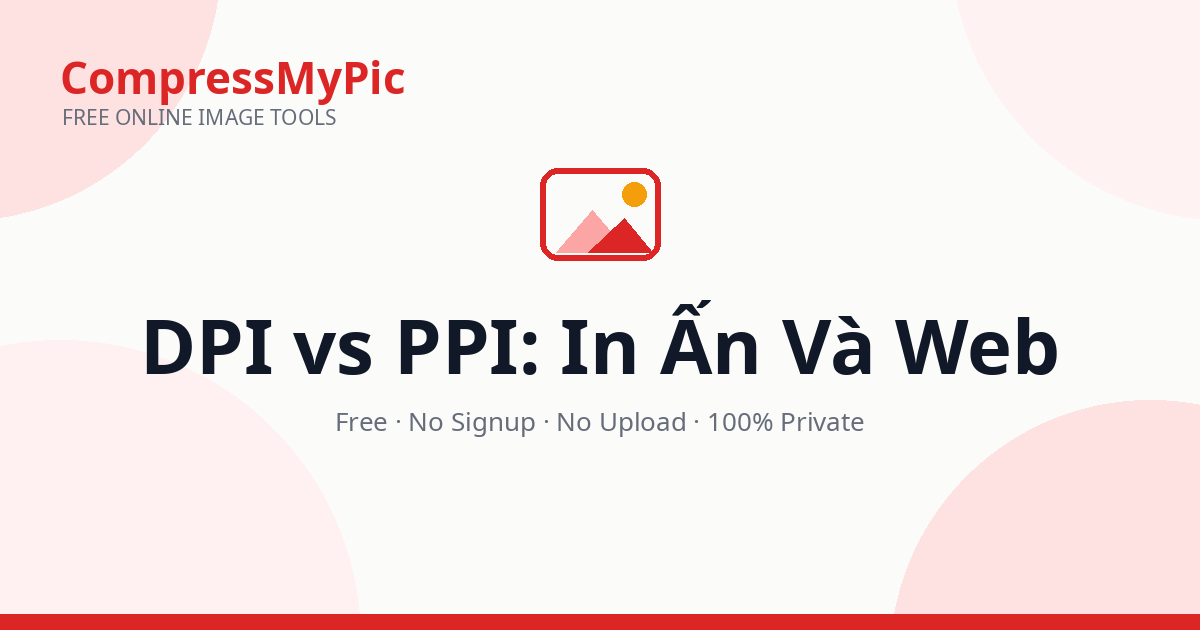 CompressMyPic
FREE ONLINE IMAGE TOOLS
DPI vs PPI: In Ấn Và Web
Free · No Signup · No Upload · 100% Private